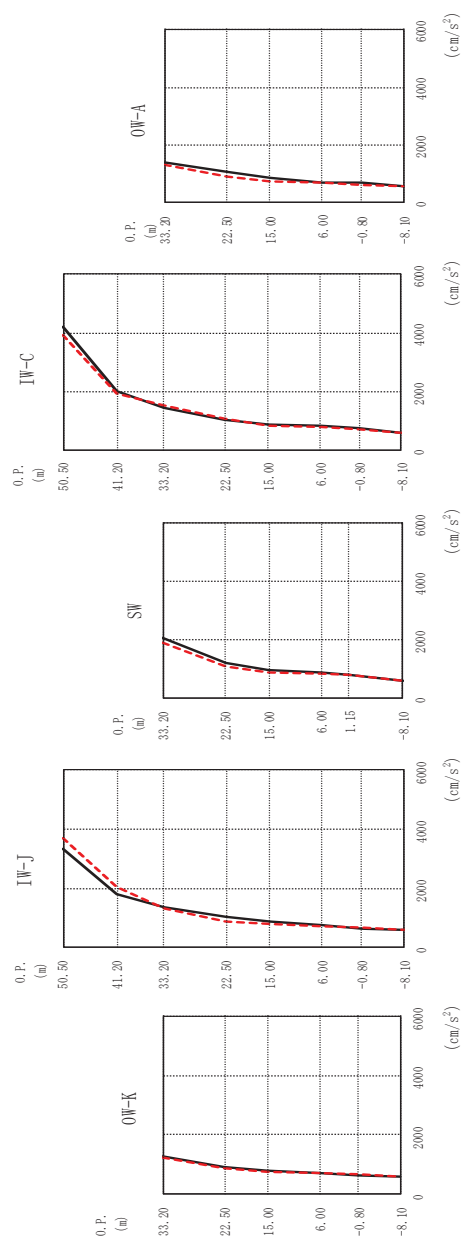 OW-A
O.P.
(m)
33.20
22.50
15.00
6.00
-0.80
-8.10
0
2000
4000
6000
(cm/s²)
IW-C
O.P.
(m)
50.50
41.20
33.20
22.50
15.00
6.00
-0.80
-8.10
0
2000
4000
6000
(cm/s²)
SW
O.P.
(m)
33.20
22.50
15.00
6.00
1.15
-8.10
0
2000
4000
6000
(cm/s²)
IW-J
O.P.
(m)
50.50
41.20
33.20
22.50
15.00
6.00
-0.80
-8.10
0
2000
4000
6000
(cm/s²)
OW-K
O.P.
(m)
33.20
22.50
15.00
6.00
-0.80
-8.10
0
2000
4000
6000
(cm/s²)